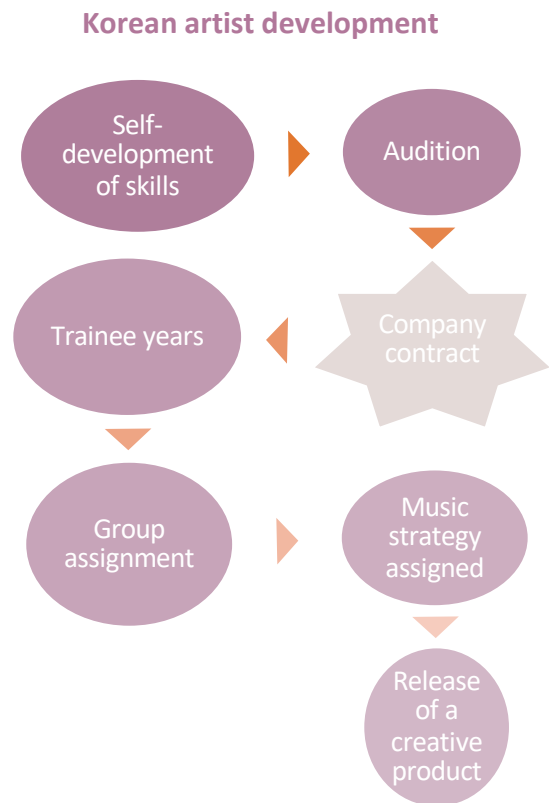 Korean artist development
Self-
development
of skills
Audition
Company
contract
Trainee years
Group
assignment
Music
strategy
assigned
Release
of a
creative
product